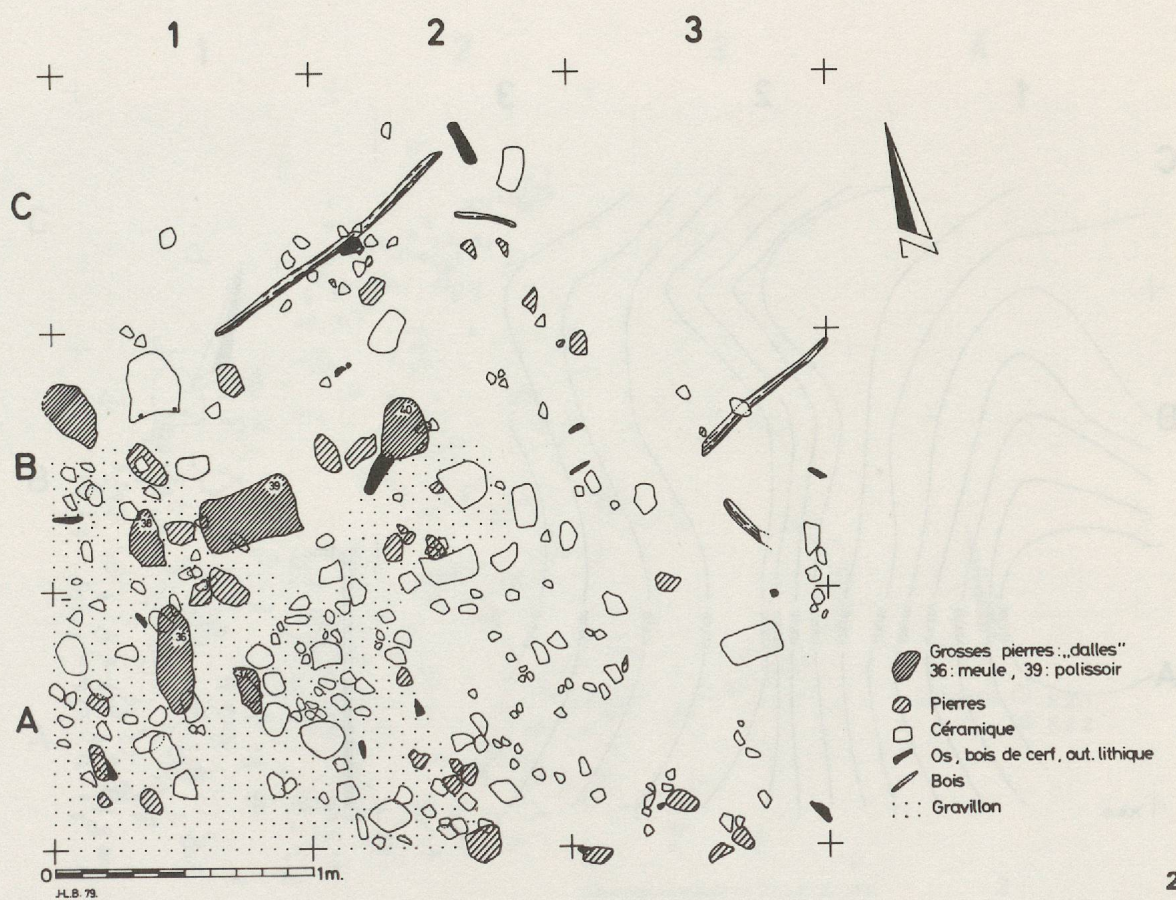 1 2 3
C
B
A
40
39
38
36
Grosses pierres : „dalles"
36 : meule , 39 : polissoir
Pierres
Céramique
Os , bois de cerf , out. lithique
Bois
Gravillon
0 1m.
J-L.B. 79.
2